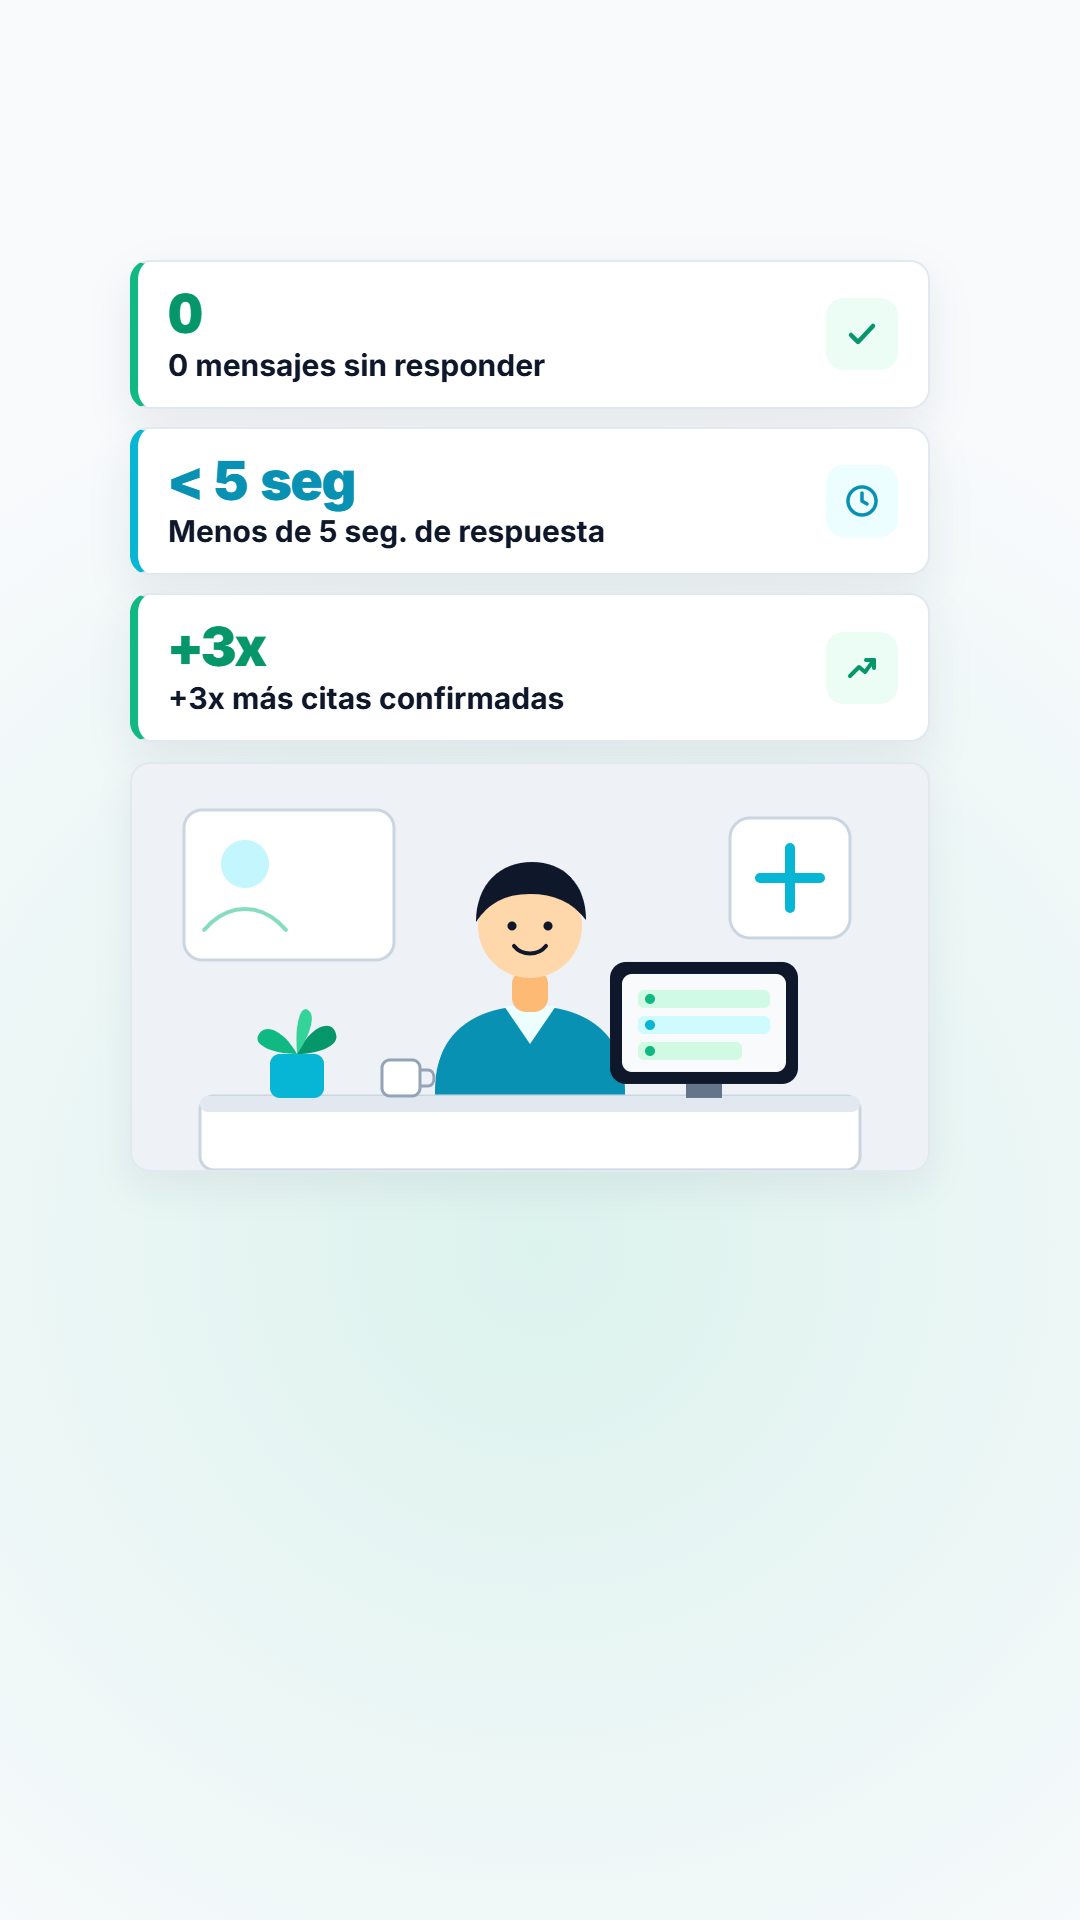 0
0 mensajes sin responder
< 5 seg
Menos de 5 seg. de respuesta
+3x
+3x más citas confirmadas